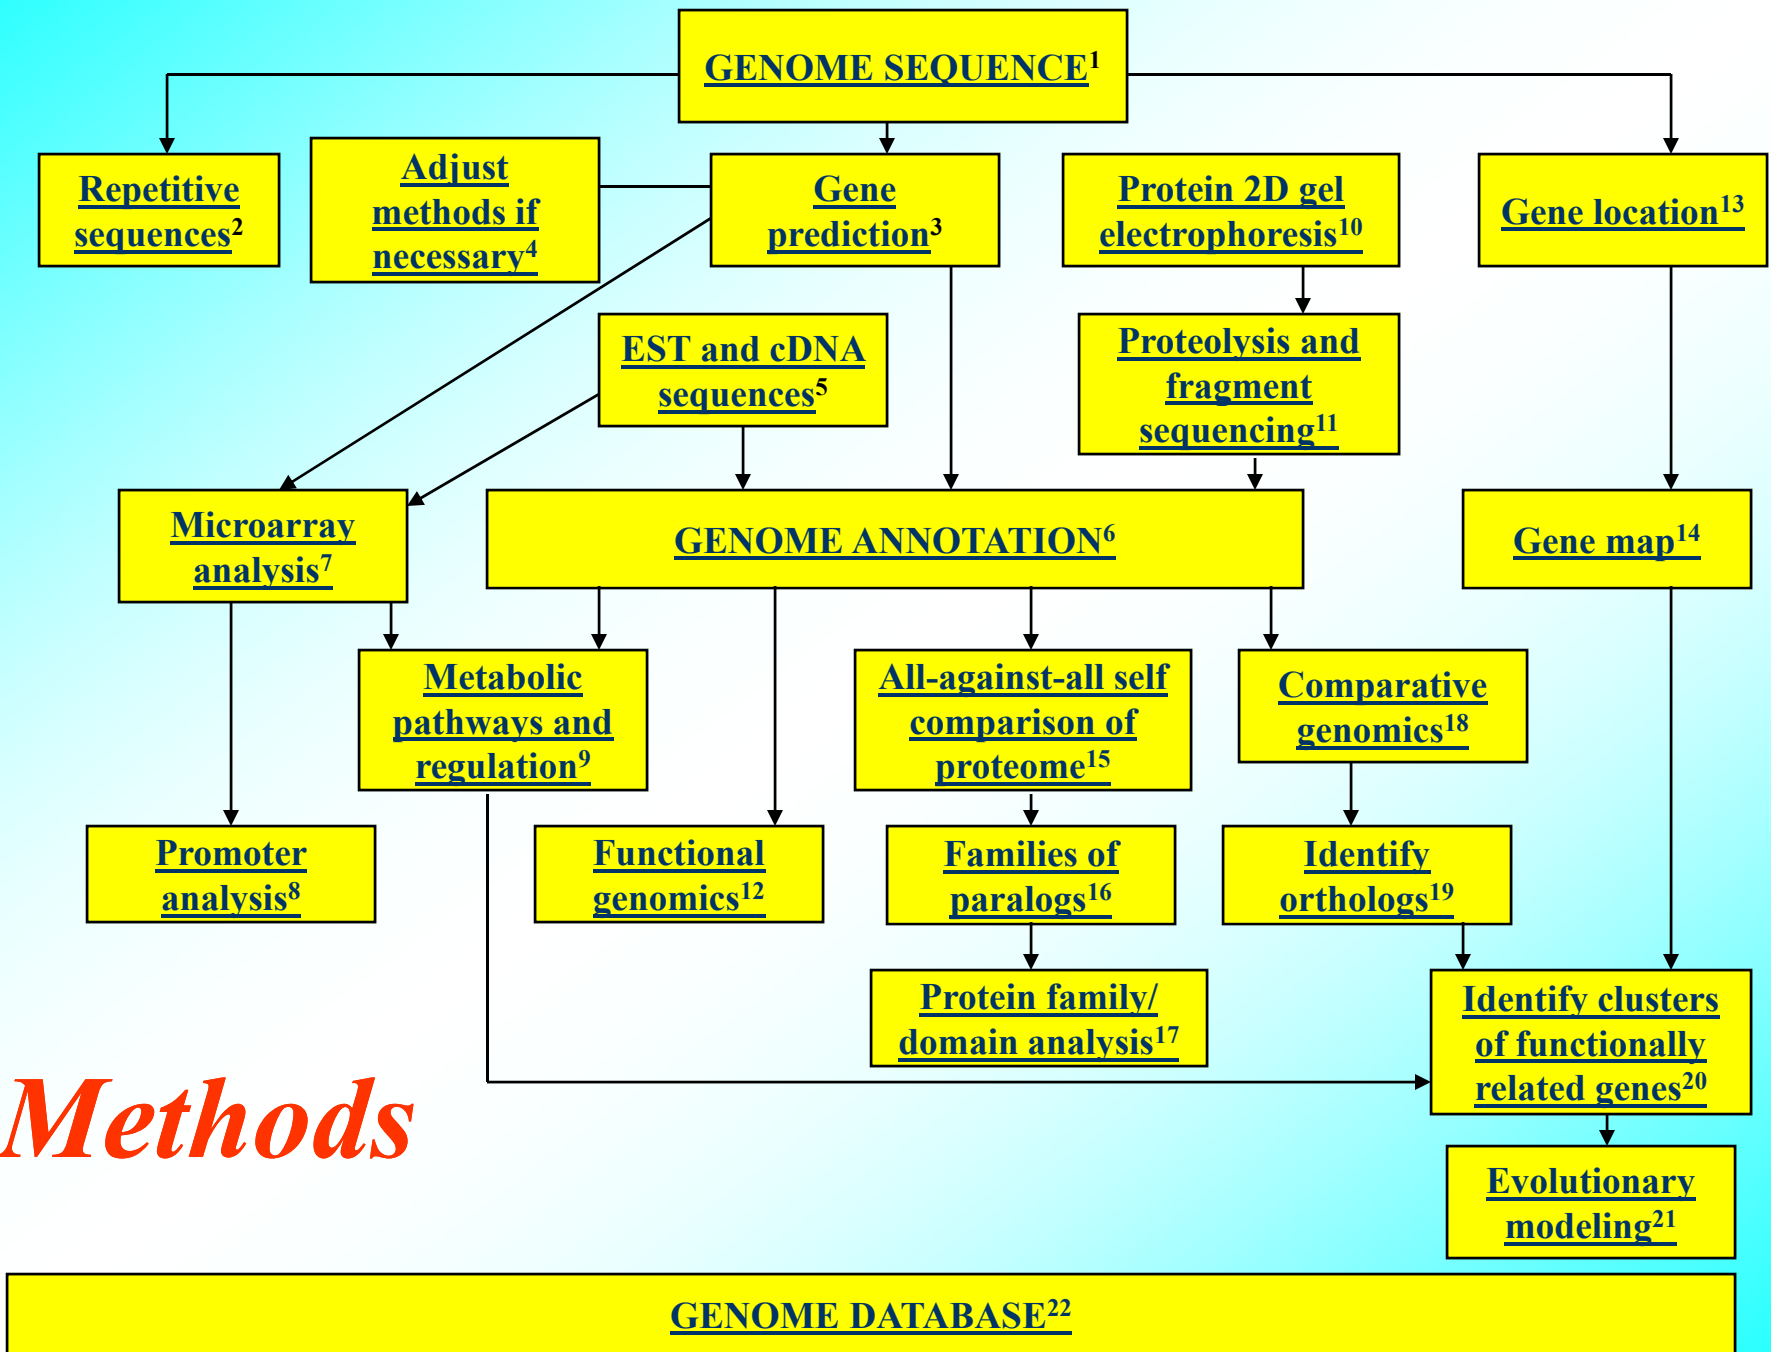 GENOME SEQUENCE1
Repetitive
sequences2
Adjust
methods if
necessary4
Gene
prediction3
Protein 2D gel
electrophoresis10
Gene location13
EST and cDNA
sequences5
Proteolysis and
fragment
sequencing11
Microarray
analysis7
GENOME ANNOTATION6
Gene map14
Metabolic
pathways and
regulation9
All-against-all self
comparison of
proteome15
Comparative
genomics18
Promoter
analysis8
Functional
genomics12
Families of
paralogs16
Identify
orthologs19
Protein family/
domain analysis17
Identify clusters
of functionally
related genes20
Methods
Evolutionary
modeling21
GENOME DATABASE22